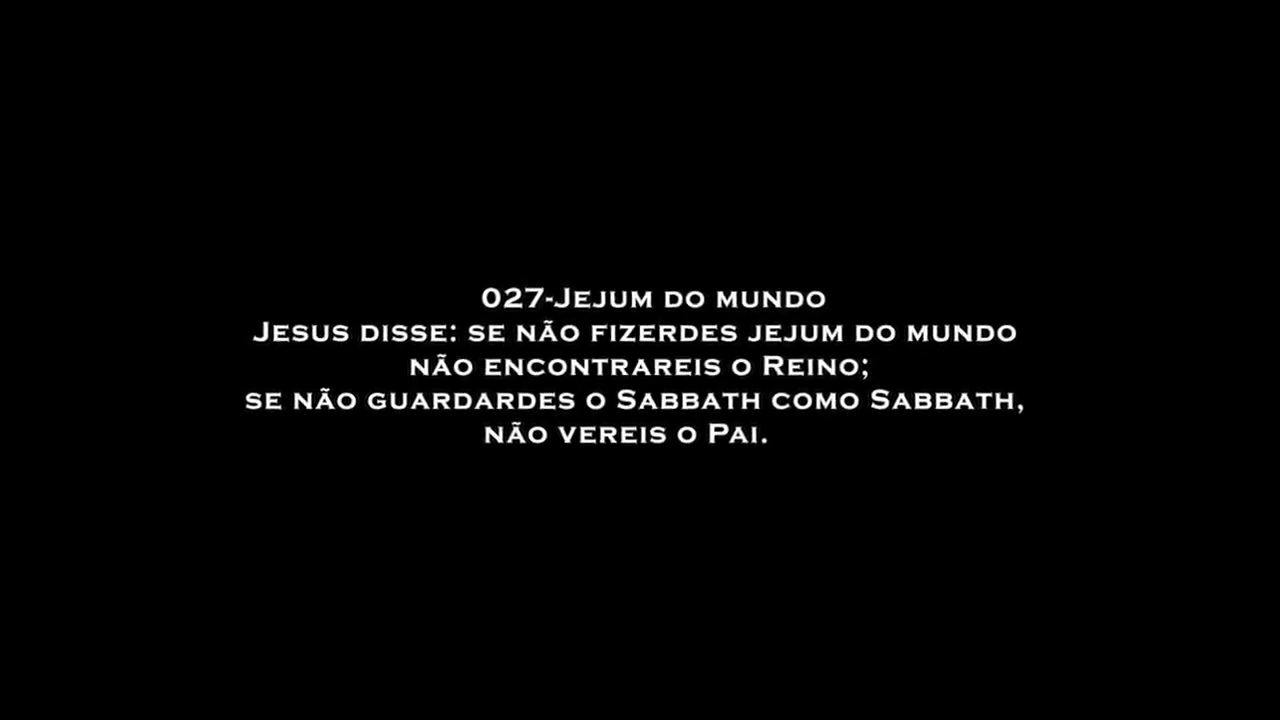 027-Jejum do mundo
Jesus disse: se não fizerdes jejum do mundo
não encontrareis o Reino;
se não guardardes o Sabbath como Sabbath,
não vereis o Pai.